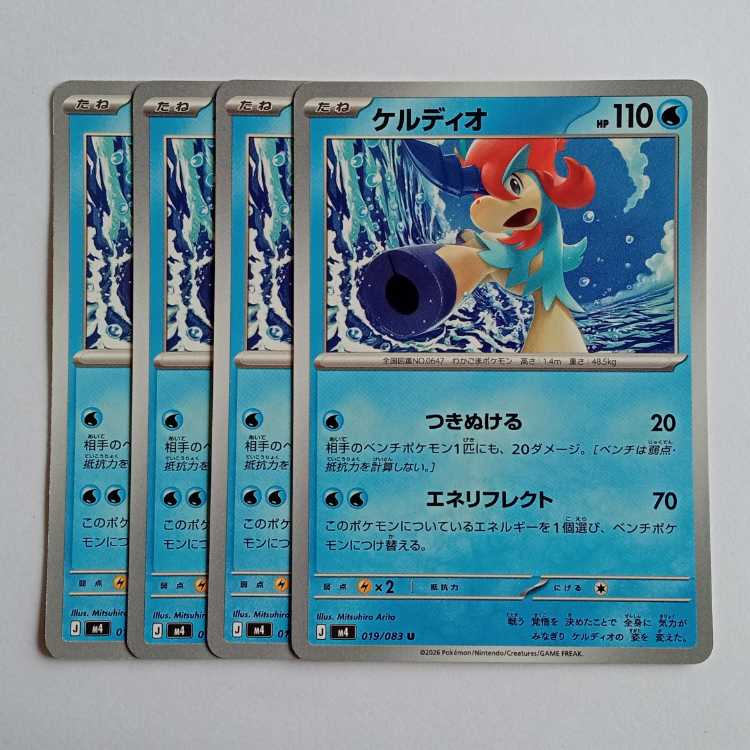 たね
たね
たね
たね ケルディオ HP 110
全国図鑑NO.0647 わかごまポケモン 高さ:1.4m 重さ:48.5kg
つきぬける 20
相手のベンチポケモン1匹にも、20ダメージ。[ベンチは弱点・
抵抗力を計算しない。]
エネリフレクト 70
このポケモンについているエネルギーを1個選び、ベンチポケ
モンにつけ替える。
弱点 ×2 抵抗力 にげる
Illus. Mitsuhiro Arita
J M4 019/083 U
戦う 覚悟を 決めたことで 全身に 気力が
みなぎり ケルディオの 姿を 変えた。
©2026 Pokémon/Nintendo/Creatures/GAME FREAK.
相手のベ
抵抗力を
このポケ
モンにつ
弱点
Illus. Mitsuhiro
J M4 01
相手のベ
抵抗力を
このポケ
モンにつ
弱点
Illus. Mitsuhi
J M4 01
相手のベ
抵抗力を
このポケ
モンにつ
弱点
Illus. Mitsuhi
J M4 01